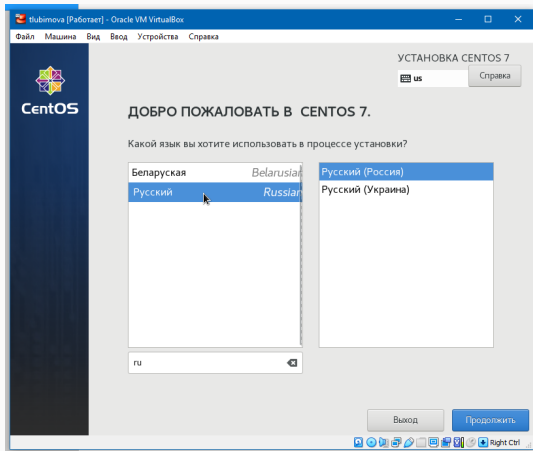 tlubimova [Работает] - Oracle VM VirtualBox
Файл Машина Вид Ввод Устройства Справка
УСТАНОВКА CENTOS 7
us
Справка
CentOS
ДОБРО ПОЖАЛОВАТЬ В CENTOS 7.
Какой язык вы хотите использовать в процессе установки?
Беларуская Belarusian
Русский Russian
Русский (Россия)
Русский (Украина)
ru
Выход
Продолжить
Right Ctrl